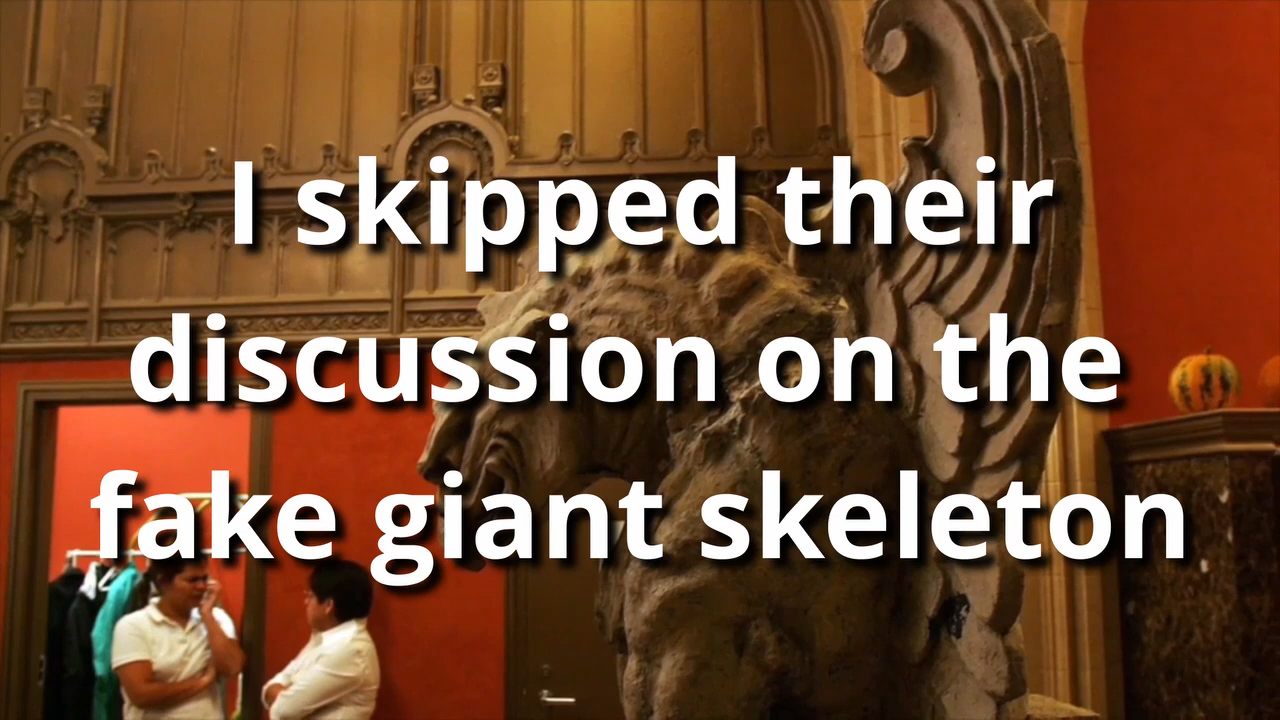 I skipped their
discussion on the
fake giant skeleton